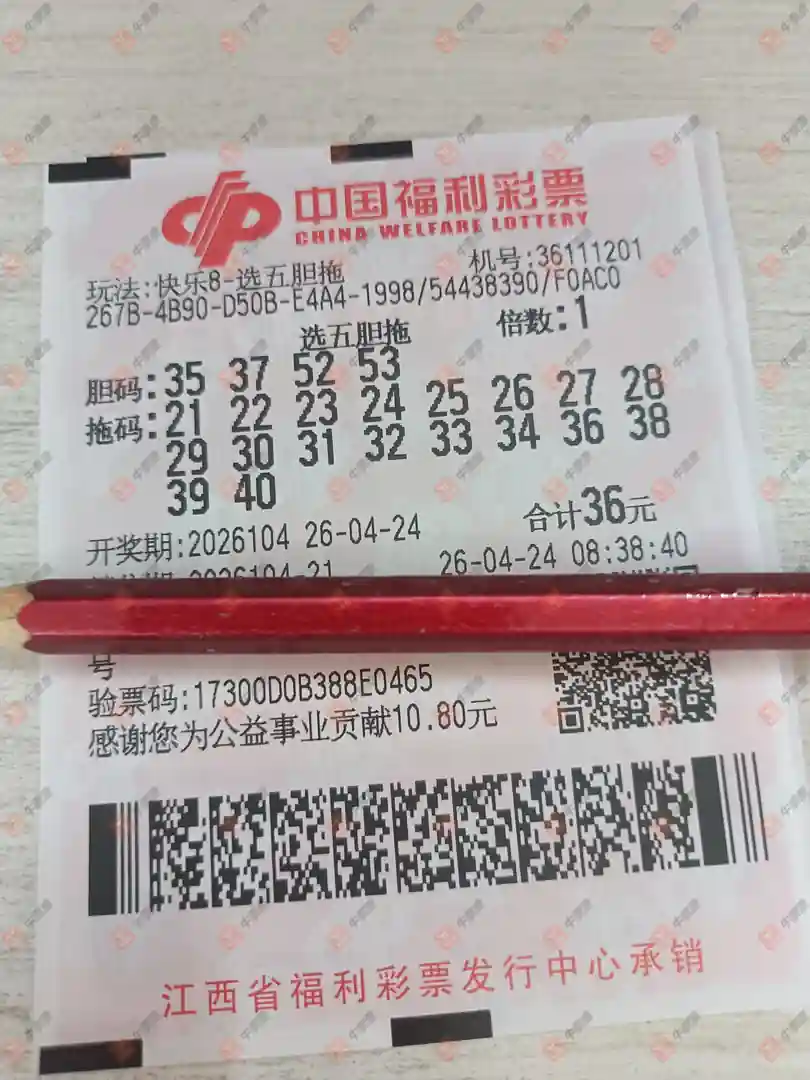 中国福利彩票
CHINA WELFARE LOTTERY
玩法:快乐8-选五胆拖 机号:36111201
267B-4B90-D50B-E4A4-1998/54438390/F0AC0
选五胆拖 倍数:1
胆码:35 37 52 53
拖码:21 22 23 24 25 26 27 28
29 30 31 32 33 34 36 38
39 40
合计36元
开奖期:2026104 26-04-24
26-04-24 08:38:40
号
验票码:17300D0B388E0465
感谢您为公益事业贡献10.80元
江西省福利彩票发行中心承销